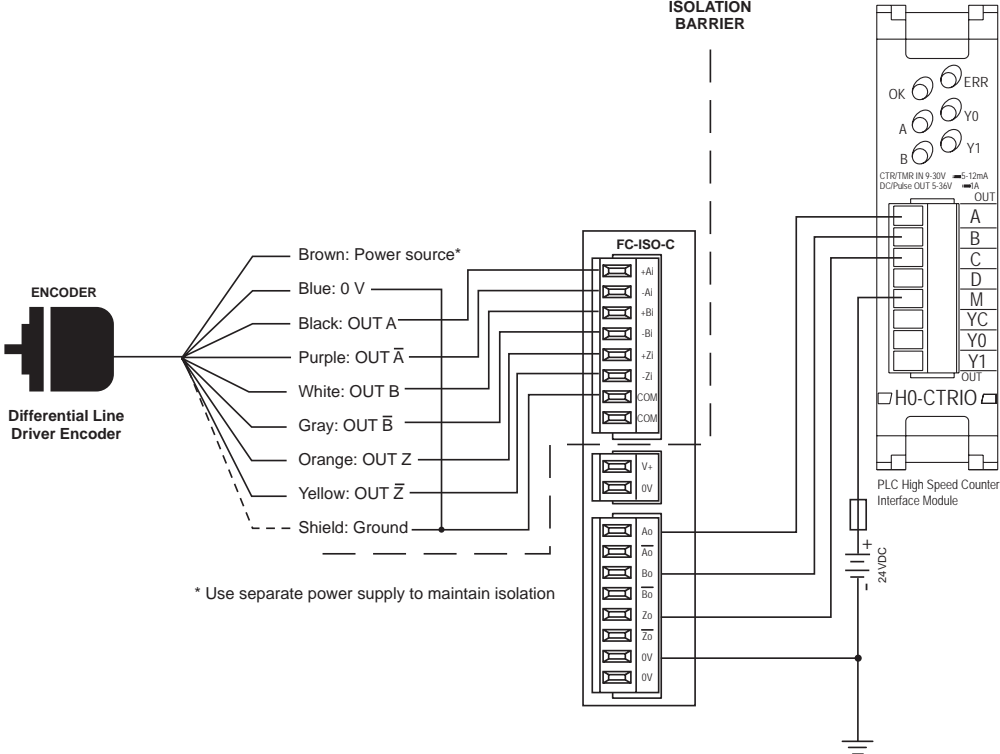 ISOLATION
BARRIER
OK
ERR
A
Y0
B
Y1
CTR/TMR IN 9-30V 5-12mA
DC/Pulse OUT 5-36V 1A
OUT
A
B
C
D
M
YC
Y0
Y1
OUT
H0-CTRIO
PLC High Speed Counter
Interface Module
24VDC
+
-
ENCODER
Differential Line
Driver Encoder
Brown: Power source*
Blue: 0 V
Black: OUT A
Purple: OUT A̅
White: OUT B
Gray: OUT B̅
Orange: OUT Z
Yellow: OUT Z̅
Shield: Ground
* Use separate power supply to maintain isolation
FC-ISO-C
+Ai
-Ai
+Bi
-Bi
+Zi
-Zi
COM
COM
V+
0V
Ao
A̅o̅
Bo
B̅o̅
Zo
Z̅o̅
0V
0V